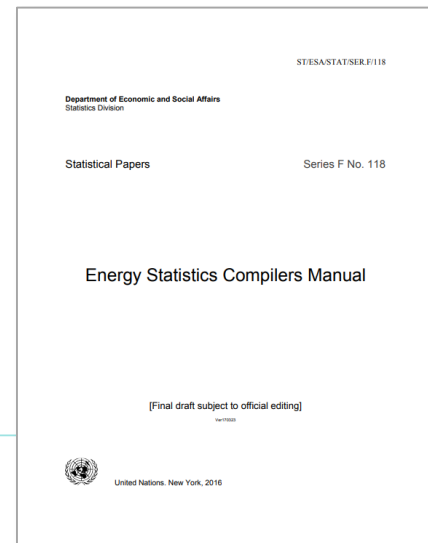 ST/ESA/STAT/SER.F/118
Department of Economic and Social Affairs
Statistics Division
Statistical Papers Series F No. 118
Energy Statistics Compilers Manual
[Final draft subject to official editing]
United Nations. New York, 2016